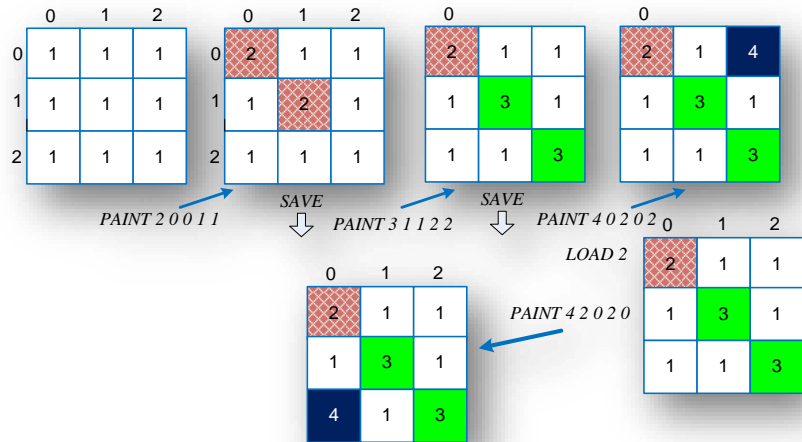 0 1 2
0 1 1 1
1 1 1 1
2 1 1 1
PAINT 2 0 0 1 1
0 1 2
0 2 1 1
1 1 2 1
2 1 1 1
SAVE
PAINT 3 1 1 2 2
0
2 1 1
1 3 1
1 1 3
SAVE
PAINT 4 0 2 0 2
0
2 1 4
1 3 1
1 1 3
LOAD 2
0 1 2
2 1 1
1 3 1
1 1 3
PAINT 4 2 0 2 0
0 1 2
2 1 1
1 3 1
4 1 3